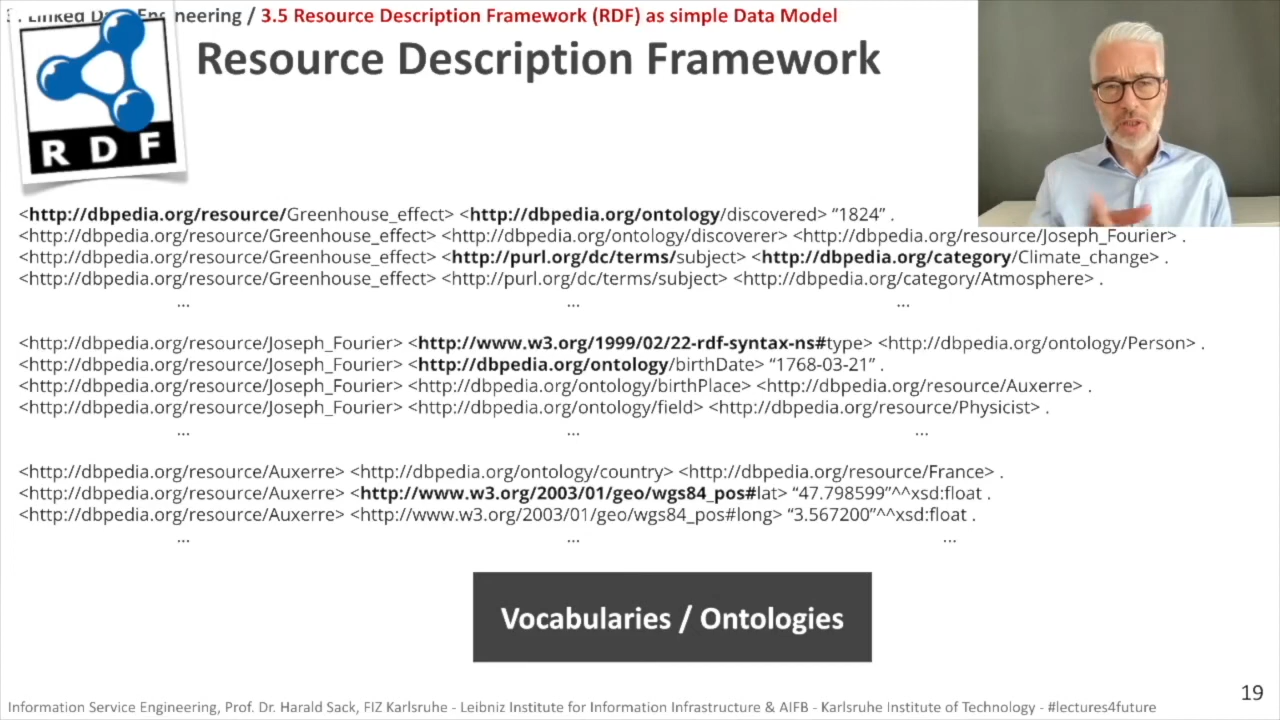 3. Linked Data Engineering / 3.5 Resource Description Framework (RDF) as simple Data Model
Resource Description Framework
RDF
<http://dbpedia.org/resource/Greenhouse_effect> <http://dbpedia.org/ontology/discovered> “1824” .
<http://dbpedia.org/resource/Greenhouse_effect> <http://dbpedia.org/ontology/discoverer> <http://dbpedia.org/resource/Joseph_Fourier> .
<http://dbpedia.org/resource/Greenhouse_effect> <http://purl.org/dc/terms/subject> <http://dbpedia.org/category/Climate_change> .
<http://dbpedia.org/resource/Greenhouse_effect> <http://purl.org/dc/terms/subject> <http://dbpedia.org/category/Atmosphere> .
... ... ...
<http://dbpedia.org/resource/Joseph_Fourier> <http://www.w3.org/1999/02/22-rdf-syntax-ns#type> <http://dbpedia.org/ontology/Person> .
<http://dbpedia.org/resource/Joseph_Fourier> <http://dbpedia.org/ontology/birthDate> “1768-03-21” .
<http://dbpedia.org/resource/Joseph_Fourier> <http://dbpedia.org/ontology/birthPlace> <http://dbpedia.org/resource/Auxerre> .
<http://dbpedia.org/resource/Joseph_Fourier> <http://dbpedia.org/ontology/field> <http://dbpedia.org/resource/Physicist> .
... ... ...
<http://dbpedia.org/resource/Auxerre> <http://dbpedia.org/ontology/country> <http://dbpedia.org/resource/France> .
<http://dbpedia.org/resource/Auxerre> <http://www.w3.org/2003/01/geo/wgs84_pos#lat> “47.798599”^^xsd:float .
<http://dbpedia.org/resource/Auxerre> <http://www.w3.org/2003/01/geo/wgs84_pos#long> “3.567200”^^xsd:float .
... ... ...
Vocabularies / Ontologies
19
Information Service Engineering, Prof. Dr. Harald Sack, FIZ Karlsruhe - Leibniz Institute for Information Infrastructure & AIFB - Karlsruhe Institute of Technology - #lectures4future